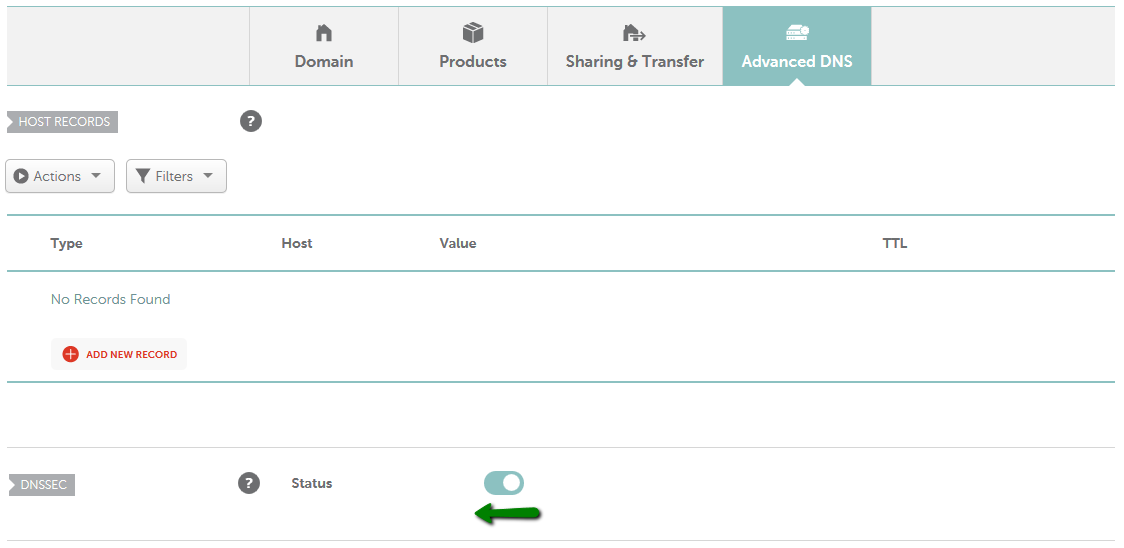 Domain
Products
Sharing & Transfer
Advanced DNS
HOST RECORDS
?
Actions
Filters
Type Host Value TTL
No Records Found
ADD NEW RECORD
DNSSEC ? Status